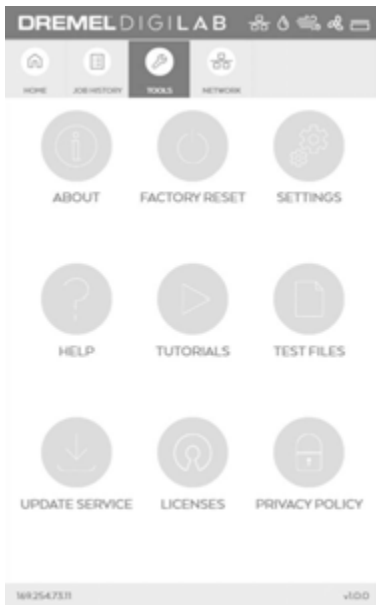 DREMEL DIGILAB
HOME JOB HISTORY TOOLS NETWORK
ABOUT FACTORY RESET SETTINGS
HELP TUTORIALS TEST FILES
UPDATE SERVICE LICENSES PRIVACY POLICY
169.254.73.11 v1.0.0